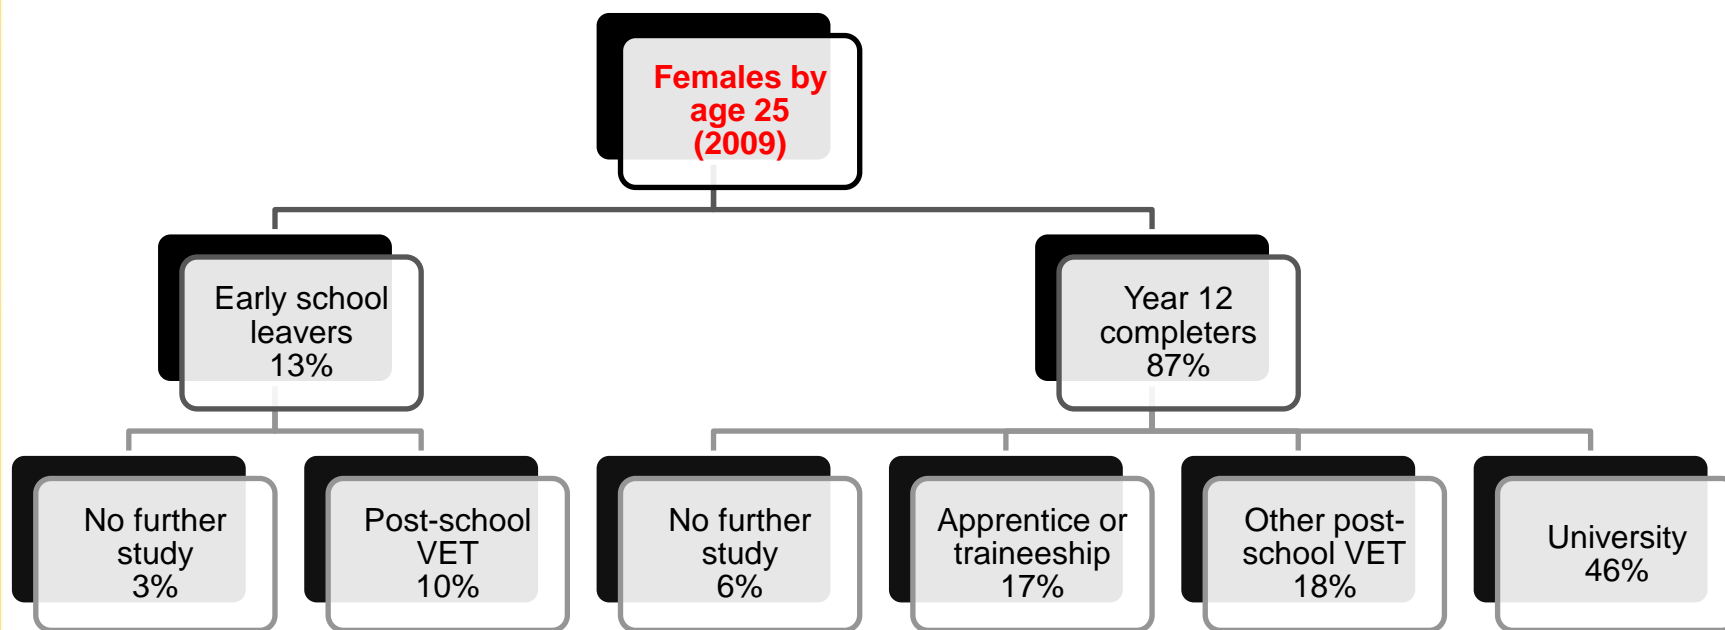 Females by
age 25
(2009)
Early school
leavers
13%
Year 12
completers
87%
No further
study
3%
Post-school
VET
10%
No further
study
6%
Apprentice or
traineeship
17%
Other post-
school VET
18%
University
46%